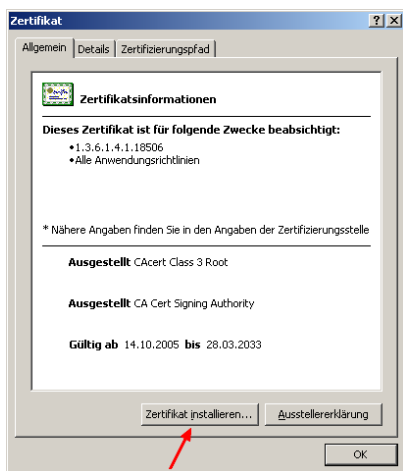 Zertifikat
Allgemein Details Zertifizierungspfad
Zertifikatsinformationen
Dieses Zertifikat ist für folgende Zwecke beabsichtigt:
•1.3.6.1.4.1.18506
•Alle Anwendungsrichtlinien
* Nähere Angaben finden Sie in den Angaben der Zertifizierungsstelle
Ausgestellt CAcert Class 3 Root
Ausgestellt CA Cert Signing Authority
Gültig ab 14.10.2005 bis 28.03.2033
Zertifikat installieren... Ausstellererklärung
OK